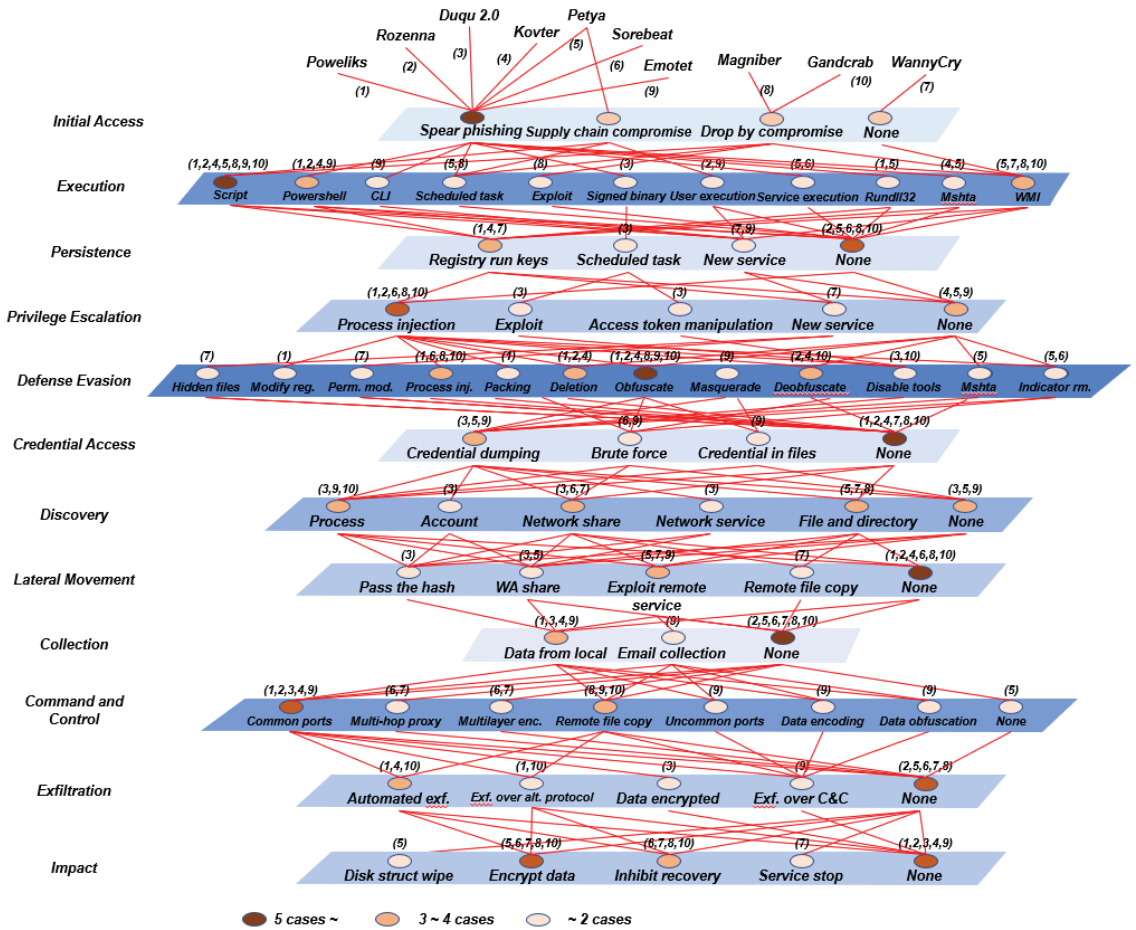 Duqu 2.0
Petya
Rozenna
Kovter
Sorebeat
Poweliks
Emotet
Magniber
Gandcrab
WannyCry
(1)
(2)
(3)
(4)
(5)
(6)
(9)
(8)
(10)
(7)
Initial Access
Spear phishing
Supply chain compromise
Drop by compromise
None
Execution
(1,2,4,5,8,9,10)
(1,2,4,9)
(9)
(5,8)
(8)
(3)
(2,9)
(5,6)
(1,5)
(4,5)
(5,7,8,10)
Script
Powershell
CLI
Scheduled task
Exploit
Signed binary
User execution
Service execution
Rundll32
Mshta
WMI
Persistence
(1,4,7)
(3)
(7,9)
(2,5,6,8,10)
Registry run keys
Scheduled task
New service
None
Privilege Escalation
(1,2,6,8,10)
(3)
(3)
(7)
(4,5,9)
Process injection
Exploit
Access token manipulation
New service
None
Defense Evasion
(7)
(1)
(7)
(1,6,8,10)
(1)
(1,2,4)
(1,2,4,8,9,10)
(9)
(2,4,10)
(3,10)
(5)
(5,6)
Hidden files
Modify reg.
Perm. mod.
Process inj.
Packing
Deletion
Obfuscate
Masquerade
Deobfuscate
Disable tools
Mshta
Indicator rm.
Credential Access
(3,5,9)
(6,9)
(9)
(1,2,4,7,8,10)
Credential dumping
Brute force
Credential in files
None
Discovery
(3,9,10)
(3)
(3,6,7)
(3)
(5,7,8)
(3,5,9)
Process
Account
Network share
Network service
File and directory
None
Lateral Movement
(3)
(3,5)
(5,7,9)
(7)
(1,2,4,6,8,10)
Pass the hash
WA share
Exploit remote
service
Remote file copy
None
Collection
(1,3,4,9)
(9)
(2,5,6,7,8,10)
Data from local
Email collection
None
Command and
Control
(1,2,3,4,9)
(6,7)
(6,7)
(8,9,10)
(9)
(9)
(9)
(5)
Common ports
Multi-hop proxy
Multilayer enc.
Remote file copy
Uncommon ports
Data encoding
Data obfuscation
None
Exfiltration
(1,4,10)
(1,10)
(3)
(9)
(2,5,6,7,8)
Automated exf.
Exf. over alt. protocol
Data encrypted
Exf. over C&C
None
Impact
(5)
(5,6,7,8,10)
(6,7,8,10)
(7)
(1,2,3,4,9)
Disk struct wipe
Encrypt data
Inhibit recovery
Service stop
None
5 cases ~
3 ~ 4 cases
~ 2 cases